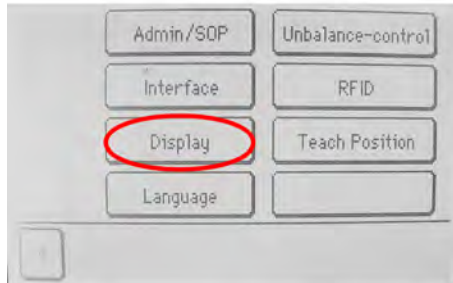 Admin/SOP Unbalance-control
Interface RFID
Display Teach Position
Language